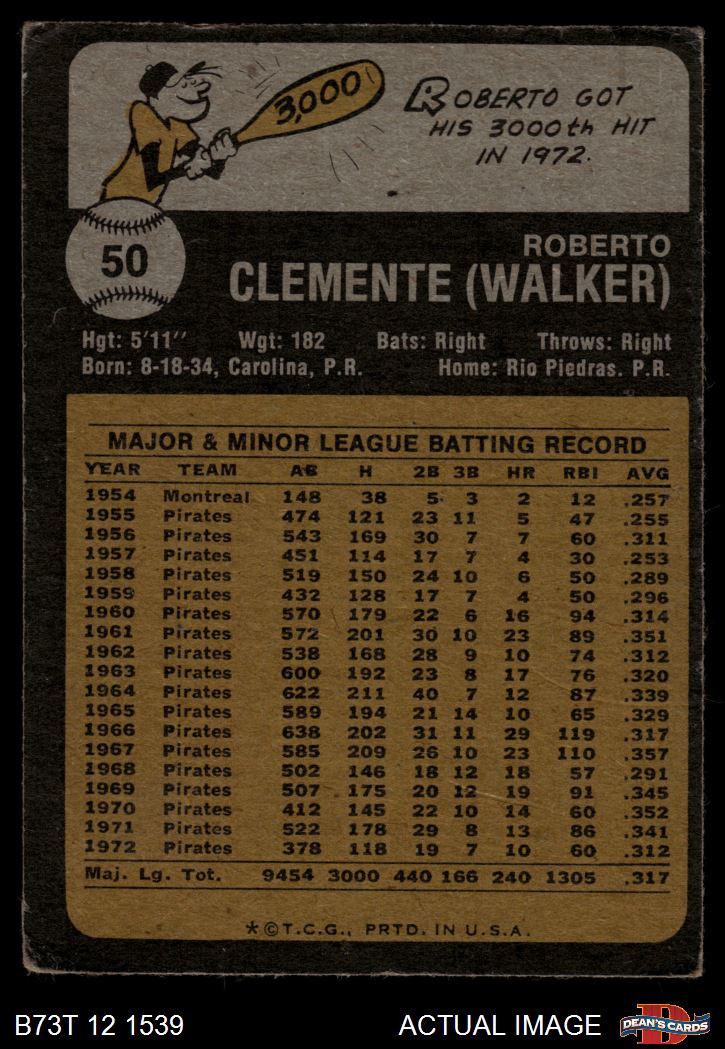 3,000
ROBERTO GOT
HIS 3000th HIT
IN 1972.
50
ROBERTO
CLEMENTE (WALKER)
Hgt: 5'11" Wgt: 182 Bats: Right Throws: Right
Born: 8-18-34, Carolina, P.R. Home: Rio Piedras. P.R.
MAJOR & MINOR LEAGUE BATTING RECORD
YEAR TEAM AB H 2B 3B HR RBI AVG
1954 Montreal 148 38 5 3 2 12 .257
1955 Pirates 474 121 23 11 5 47 .255
1956 Pirates 543 169 30 7 7 60 .311
1957 Pirates 451 114 17 7 4 30 .253
1958 Pirates 519 150 24 10 6 50 .289
1959 Pirates 432 128 17 7 4 50 .296
1960 Pirates 570 179 22 6 16 94 .314
1961 Pirates 572 201 30 10 23 89 .351
1962 Pirates 538 168 28 9 10 74 .312
1963 Pirates 600 192 23 8 17 76 .320
1964 Pirates 622 211 40 7 12 87 .339
1965 Pirates 589 194 21 14 10 65 .329
1966 Pirates 638 202 31 11 29 119 .317
1967 Pirates 585 209 26 10 23 110 .357
1968 Pirates 502 146 18 12 18 57 .291
1969 Pirates 507 175 20 12 19 91 .345
1970 Pirates 412 145 22 10 14 60 .352
1971 Pirates 522 178 29 8 13 86 .341
1972 Pirates 378 118 19 7 10 60 .312
Maj. Lg. Tot. 9454 3000 440 166 240 1305 .317
*©T.C.G., PRTD. IN U.S.A.
B73T 12 1539 ACTUAL IMAGE D DEAN'S CARDS